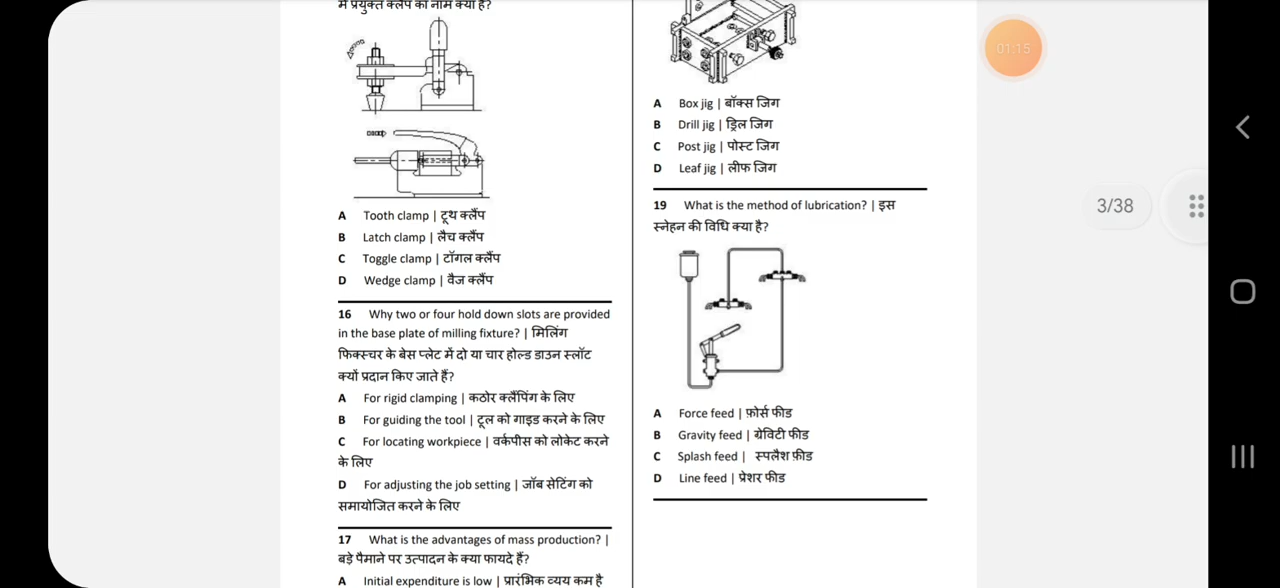 में प्रयुक्त क्लैंप का नाम क्या है?
A Tooth clamp | टूथ क्लैंप
B Latch clamp | लैच क्लैंप
C Toggle clamp | टॉगल क्लैंप
D Wedge clamp | वैज क्लैंप
16 Why two or four hold down slots are provided
in the base plate of milling fixture? | मिलिंग
फिक्स्चर के बेस प्लेट में दो या चार होल्ड डाउन स्लॉट
क्यों प्रदान किए जाते हैं?
A For rigid clamping | कठोर क्लैंपिंग के लिए
B For guiding the tool | टूल को गाइड करने के लिए
C For locating workpiece | वर्कपीस को लोकेट करने
के लिए
D For adjusting the job setting | जॉब सेटिंग को
समायोजित करने के लिए
17 What is the advantages of mass production? |
बड़े पैमाने पर उत्पादन के क्या फायदे हैं?
A Initial expenditure is low | प्रारंभिक व्यय कम है
A Box jig | बॉक्स जिग
B Drill jig | ड्रिल जिग
C Post jig | पोस्ट जिग
D Leaf jig | लीफ जिग
19 What is the method of lubrication? | इस
स्नेहन की विधि क्या है?
A Force feed | फ़ोर्स फीड
B Gravity feed | ग्रेविटी फीड
C Splash feed | स्पलैश फ़ीड
D Line feed | प्रेशर फीड
01:15
3/38